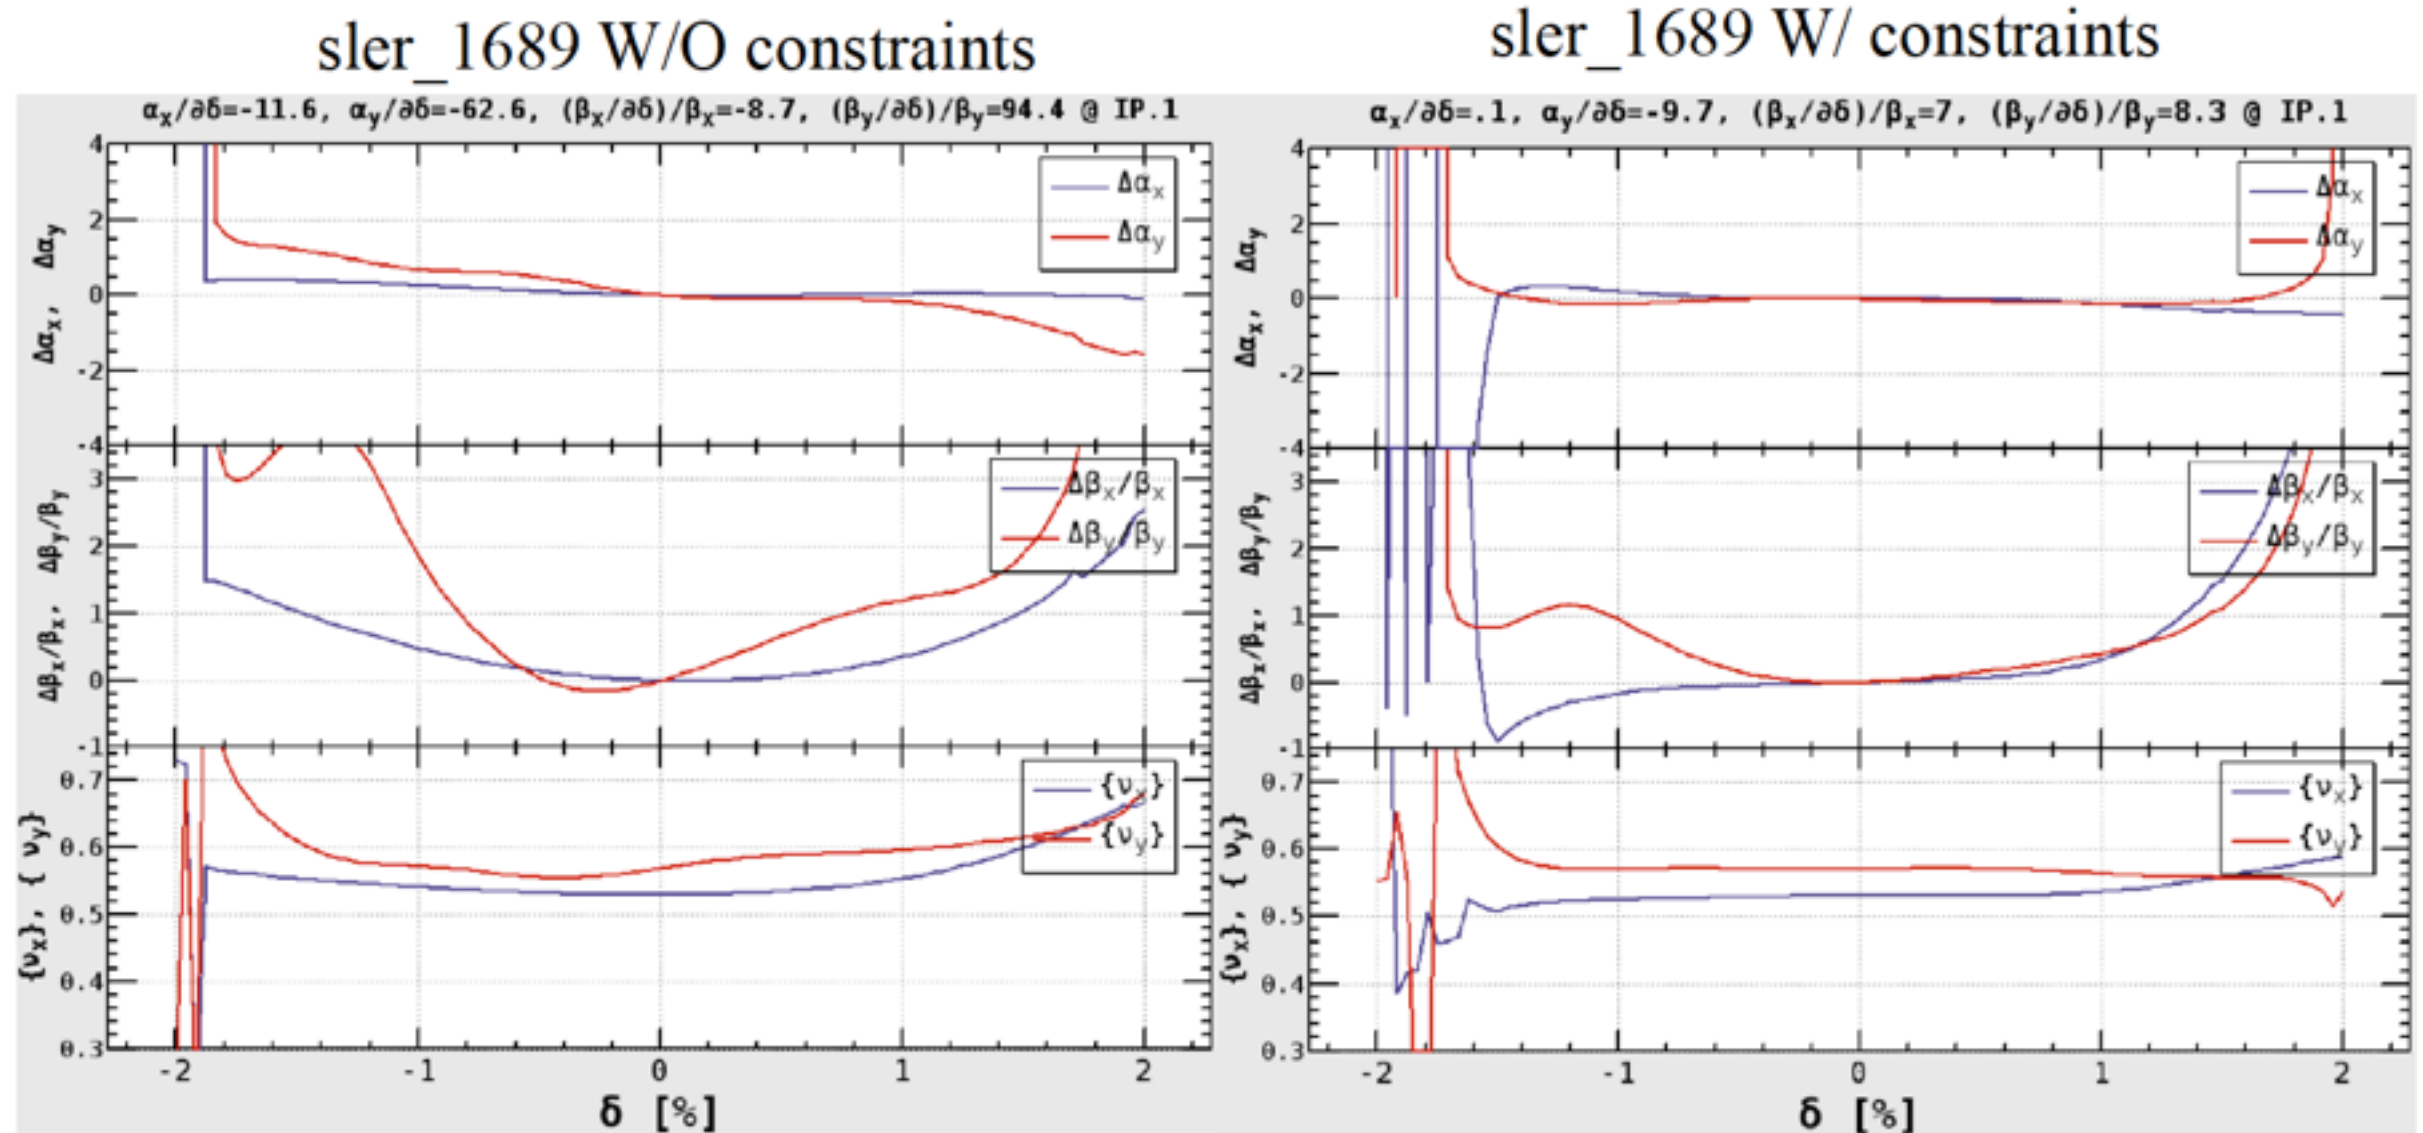 sler_1689 W/O constraints
αx/∂δ=-11.6, αy/∂δ=-62.6, (βx/∂δ)/βx=-8.7, (βy/∂δ)/βy=94.4 @ IP.1
Δαx, Δαy
4
2
0
-2
-4
Δαx
Δαy
Δβx/βx, Δβy/βy
3
2
1
0
-1
Δβx/βx
Δβy/βy
{νx}, { νy}
0.7
0.6
0.5
0.4
0.3
{νx}
{νy}
-2 -1 0 1 2
δ [%]
sler_1689 W/ constraints
αx/∂δ=.1, αy/∂δ=-9.7, (βx/∂δ)/βx=7, (βy/∂δ)/βy=8.3 @ IP.1
Δαx, Δαy
4
2
0
-2
-4
Δαx
Δαy
Δβx/βx, Δβy/βy
3
2
1
0
-1
Δβx/βx
Δβy/βy
{νx}, { νy}
0.7
0.6
0.5
0.4
0.3
{νx}
{νy}
-2 -1 0 1 2
δ [%]